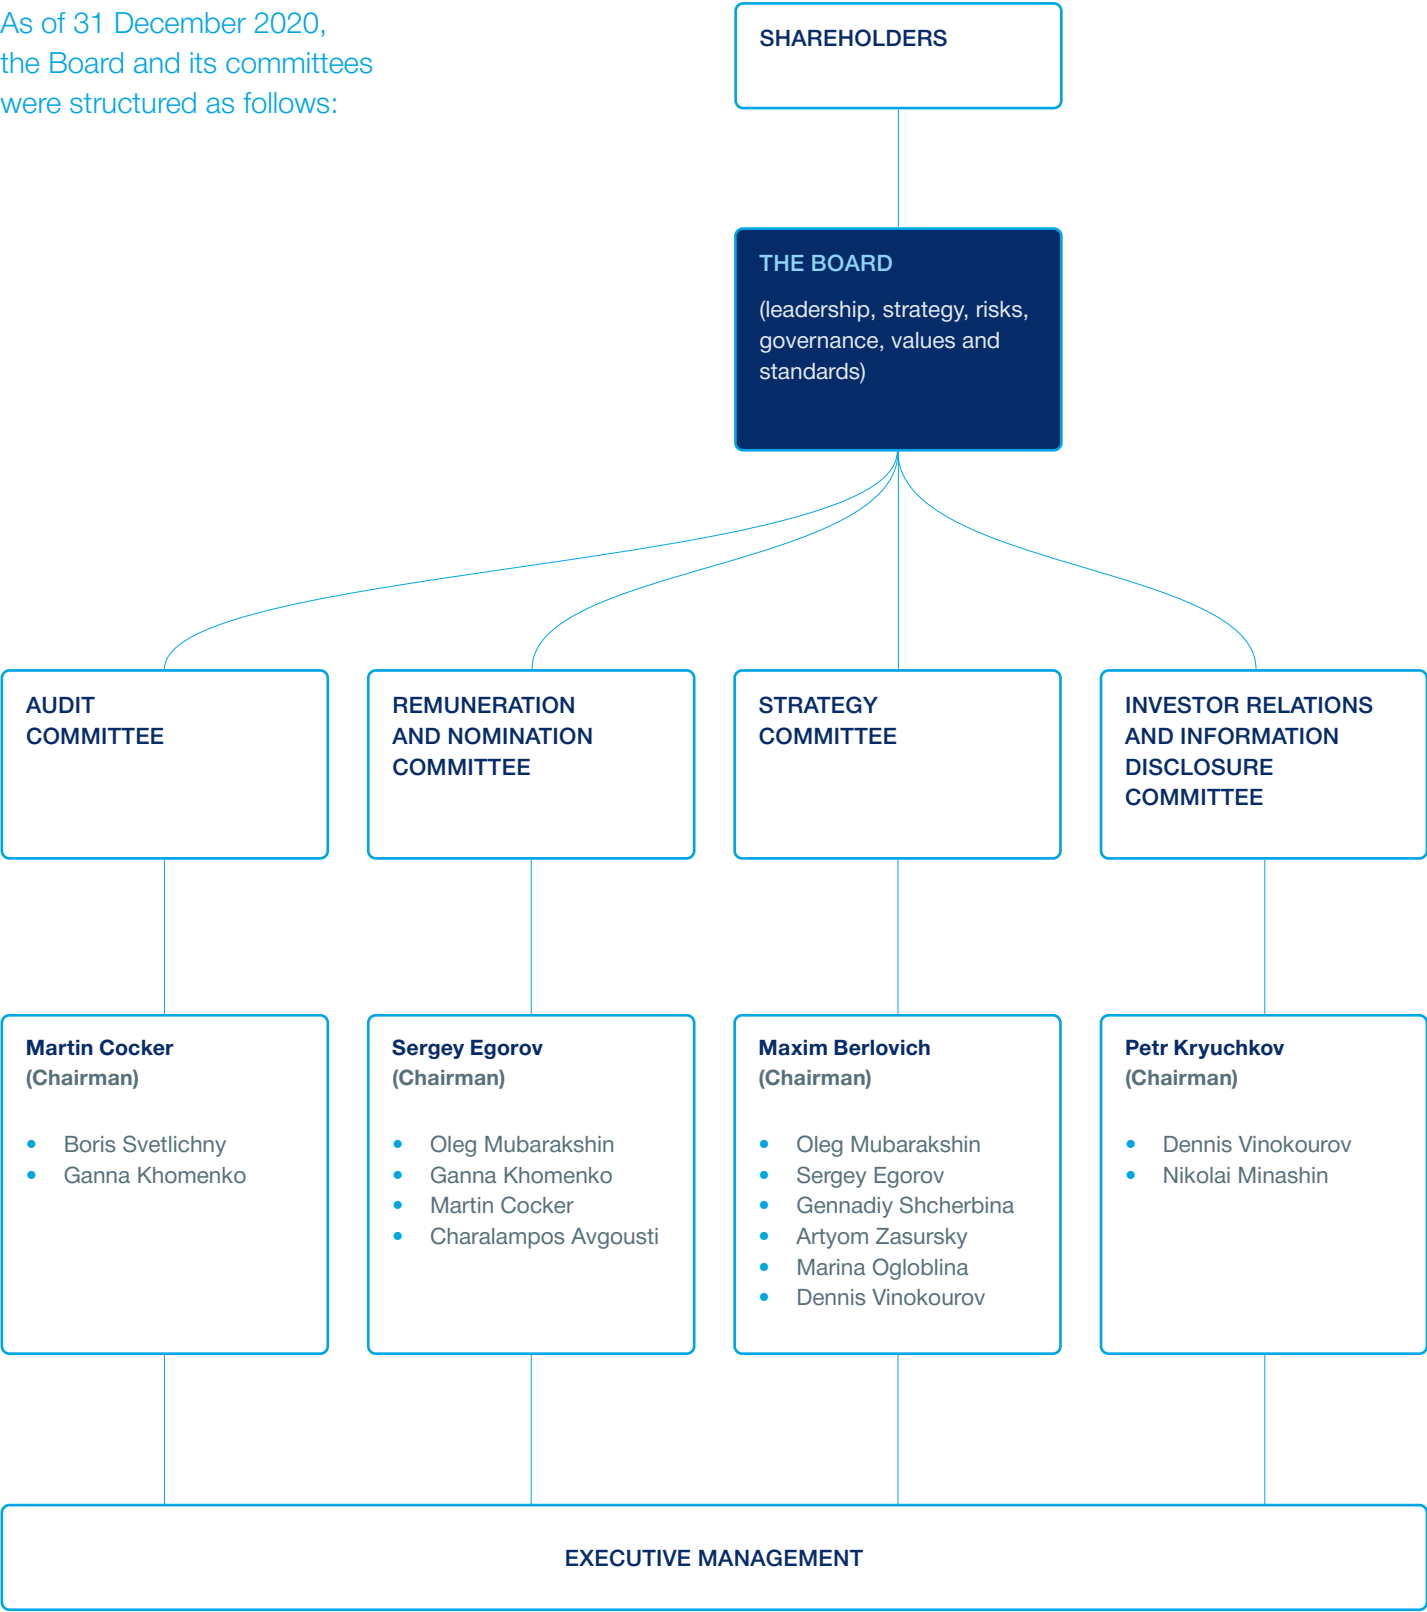 As of 31 December 2020,
the Board and its committees
were structured as follows:
SHAREHOLDERS
THE BOARD
(leadership, strategy, risks,
governance, values and
standards)
AUDIT
COMMITTEE
REMUNERATION
AND NOMINATION
COMMITTEE
STRATEGY
COMMITTEE
INVESTOR RELATIONS
AND INFORMATION
DISCLOSURE
COMMITTEE
Martin Cocker
(Chairman)
• Boris Svetlichny
• Ganna Khomenko
Sergey Egorov
(Chairman)
• Oleg Mubarakshin
• Ganna Khomenko
• Martin Cocker
• Charalampos Avgousti
Maxim Berlovich
(Chairman)
• Oleg Mubarakshin
• Sergey Egorov
• Gennadiy Shcherbina
• Artyom Zasursky
• Marina Ogloblina
• Dennis Vinokourov
Petr Kryuchkov
(Chairman)
• Dennis Vinokourov
• Nikolai Minashin
EXECUTIVE MANAGEMENT